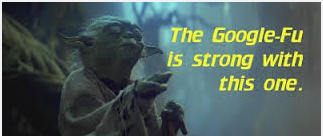 The Google-Fu
is strong with
this one.